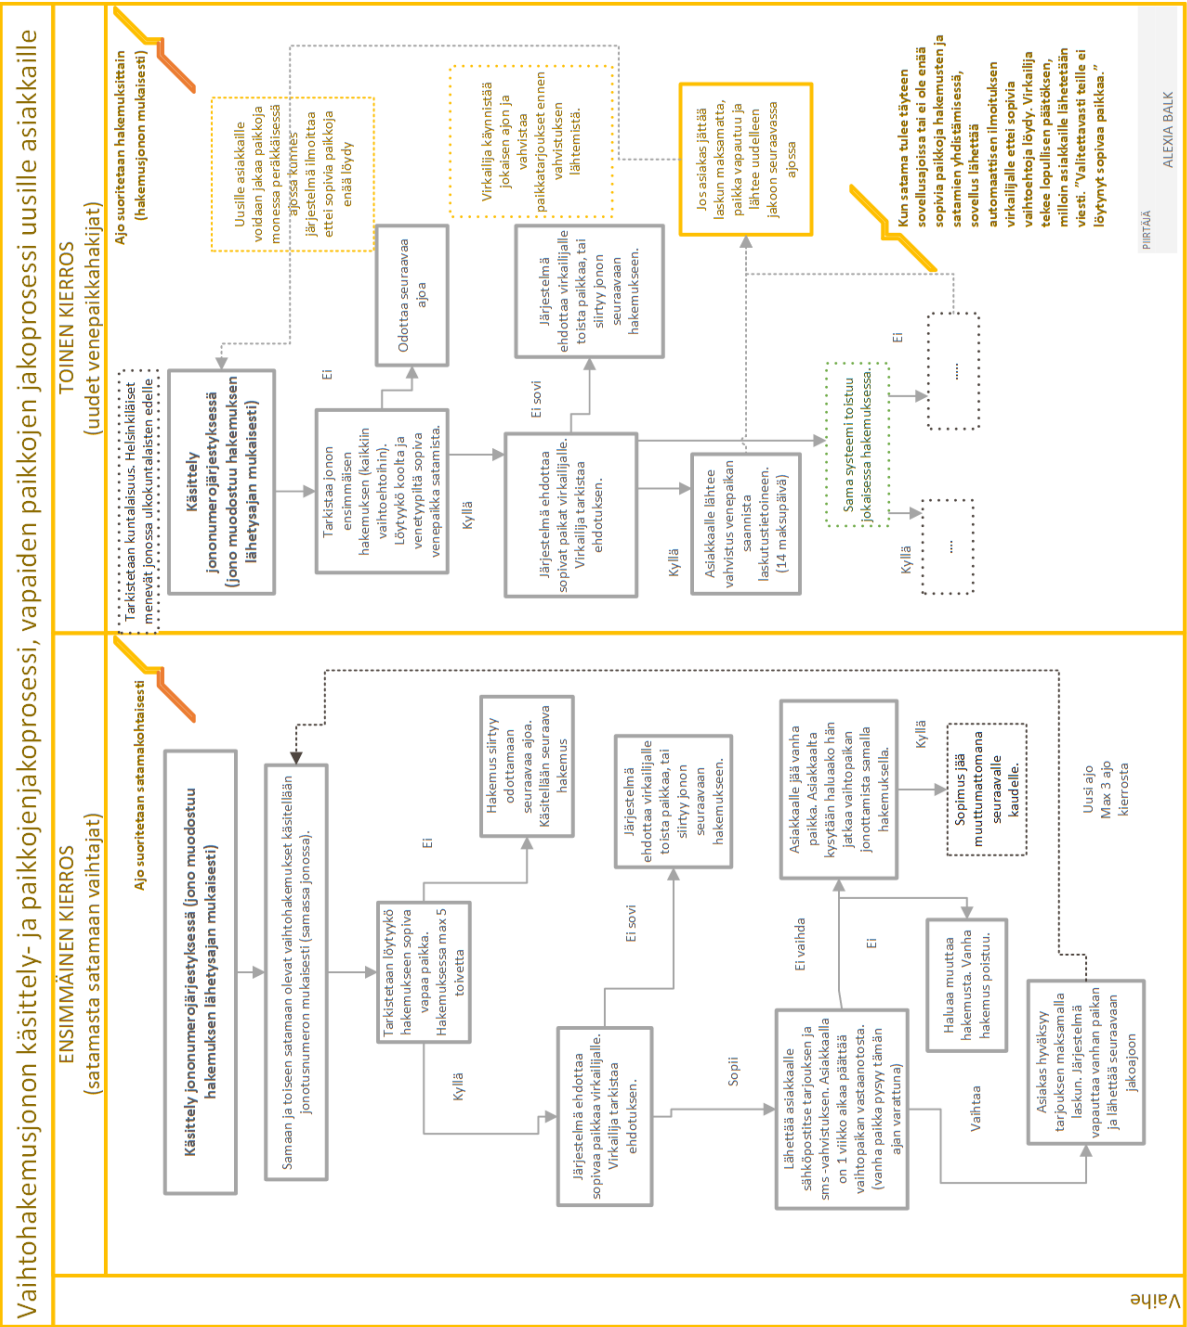 Vaihtohakemusjonon käsittely- ja paikkojenjakoprosessi, vapaiden paikkojen jakoprosessi uusille asiakkaille
Vaihe
ENSIMMÄINEN KIERROS
(satamasta satamaan vaihtajat)
Ajo suoritetaan satamakohtaisesti
Käsittely jononumerojärjestyksessä (jono muodostuu
hakemuksen lähetysajan mukaisesti)
Samaan ja toiseen satamaan olevat vaihtohakemukset käsitellään
jonotusnumeron mukaisesti (samassa jonossa).
Tarkistetaan löytyykö
hakemukseen sopiva
vapaa paikka.
Hakemuksessa max 5
toivetta
Ei
Hakemus siirtyy
odottamaan
seuraavaa ajoa.
Käsitellään seuraava
hakemus
Kyllä
Järjestelmä ehdottaa
sopivaa paikkaa virkailijalle.
Virkailija tarkistaa
ehdotuksen.
Ei sovi
Järjestelmä
ehdottaa virkailijalle
toista paikkaa, tai
siirtyy jonon
seuraavaan
hakemukseen.
Sopii
Lähettää asiakkaalle
sähköpostitse tarjouksen ja
sms -vahvistuksen. Asiakkaalla
on 1 viikko aikaa päättää
vaihtopaikan vastaanotosta.
(vanha paikka pysyy tämän
ajan varattuna)
Ei vaihda
Ei
Asiakkaalle jää vanha
paikka. Asiakkaalta
kysytään haluaako hän
jatkaa vaihtopaikan
jonottamista samalla
hakemuksella.
Kyllä
Sopimus jää
muuttumattomana
seuraavalle
kaudelle.
Haluaa muuttaa
hakemusta. Vanha
hakemus poistuu.
Vaihtaa
Asiakas hyväksyy
tarjouksen maksamalla
laskun. Järjestelmä
vapauttaa vanhan paikan
ja lähettää seuraavaan
jakoajoon
Uusi ajo
Max 3 ajo
kierrosta
TOINEN KIERROS
(uudet venepaikkahakijat)
Ajo suoritetaan hakemuksittain
(hakemusjonon mukaisesti)
Tarkistetaan kuntalaisuus. Helsinkiläiset
menevät jonossa ulkokuntalaisten edelle
Käsittely
jononumerojärjestyksessä
(jono muodostuu hakemuksen
lähetysajan mukaisesti)
Uusille asiakkaille
voidaan jakaa paikkoja
monessa peräkkäisessä
ajossa kunnes
järjestelmä ilmoittaa
ettei sopivia paikkoja
enää löydy
Tarkistaa jonon
ensimmäisen
hakemuksen (kaikkiin
vaihtoehtoihin).
Löytyykö koolta ja
venetyypiltä sopiva
venepaikka satamista.
Ei
Odottaa seuraavaa
ajoa
Kyllä
Virkailija käynnistää
jokaisen ajon ja
vahvistaa
paikkatarjoukset ennen
vahvistuksen
lähtemistä.
Järjestelmä ehdottaa
sopivat paikat virkailijalle.
Virkailija tarkistaa
ehdotuksen.
Ei sovi
Järjestelmä
ehdottaa virkailijalle
toista paikkaa, tai
siirtyy jonon
seuraavaan
hakemukseen.
Kyllä
Asiakkaalle lähtee
vahvistus venepaikan
saannista
laskutustietoineen.
(14 maksupäivä)
Jos asiakas jättää
laskun maksamatta,
paikka vapautuu ja
lähtee uudelleen
jakoon seuraavassa
ajossa
Sama systeemi toistuu
jokaisessa hakemuksessa.
Kyllä
....
Ei
.....
Kun satama tulee täyteen
sovellusajoissa tai ei ole enää
sopivia paikkoja hakemusten ja
satamien yhdistämisessä,
sovellus lähettää
automaattisen ilmoituksen
virkailijalle ettei sopivia
vaihtoehtoja löydy. Virkailija
tekee lopullisen päätöksen,
milloin asiakkaille lähetetään
viesti. ”Valitettavasti teille ei
löytynyt sopivaa paikkaa.”
PIIRTÄJÄ
ALEXIA BALK